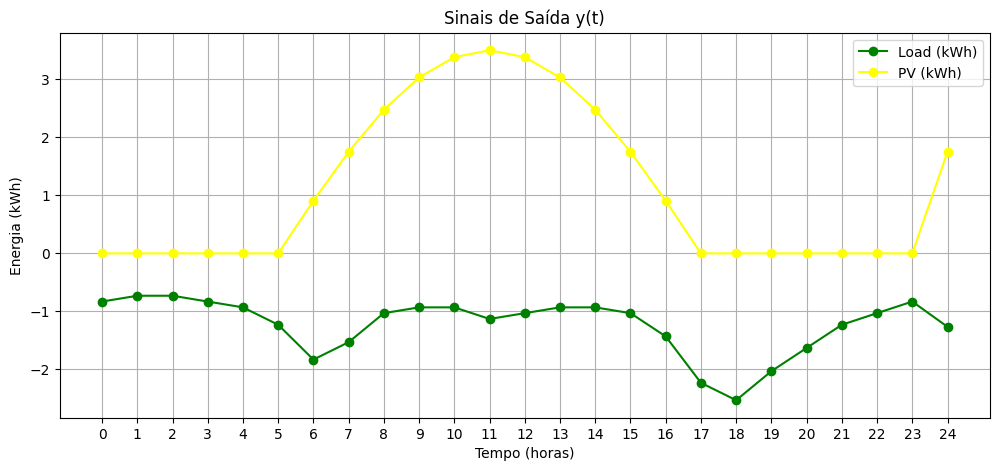 Sinais de Saída y(t)
Load (kWh)
PV (kWh)
Energia (kWh)
3
2
1
0
−1
−2
0 1 2 3 4 5 6 7 8 9 10 11 12 13 14 15 16 17 18 19 20 21 22 23 24
Tempo (horas)